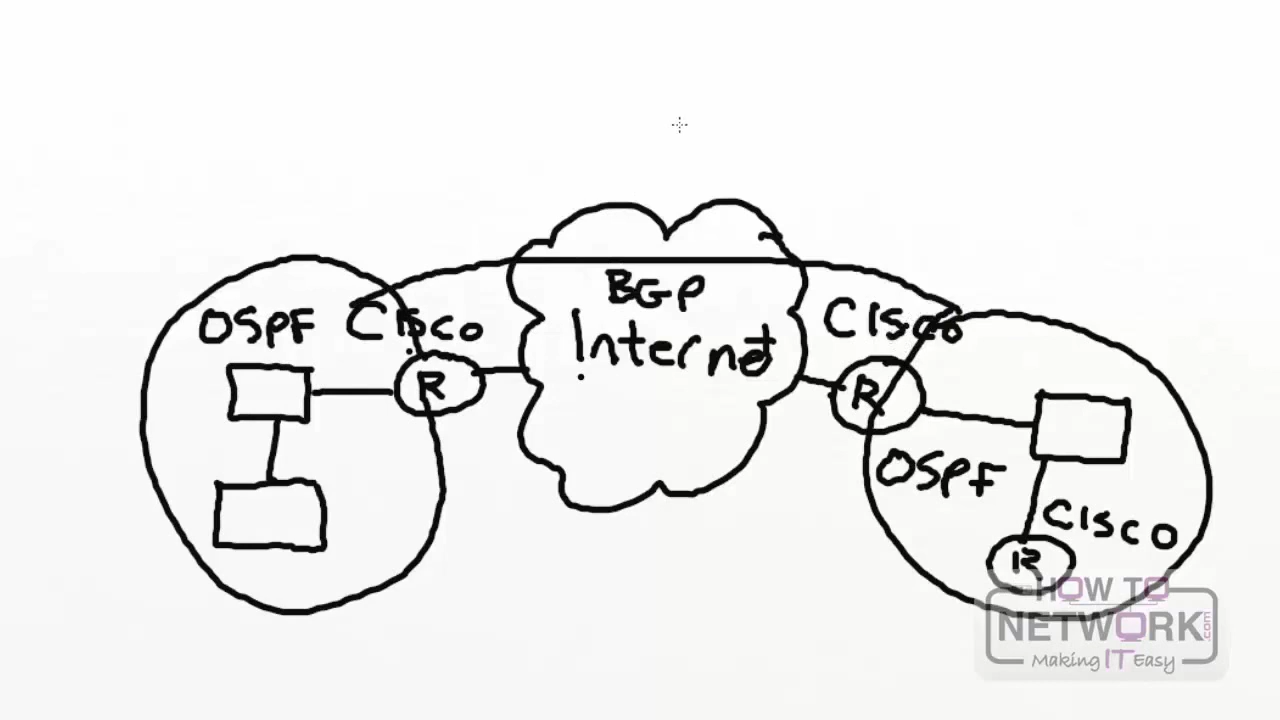 BGP
OSPF Cisco
Internet
Cisco
R
R
OSPF
Cisco
R
HOW TO
NETWORK.com
Making IT Easy